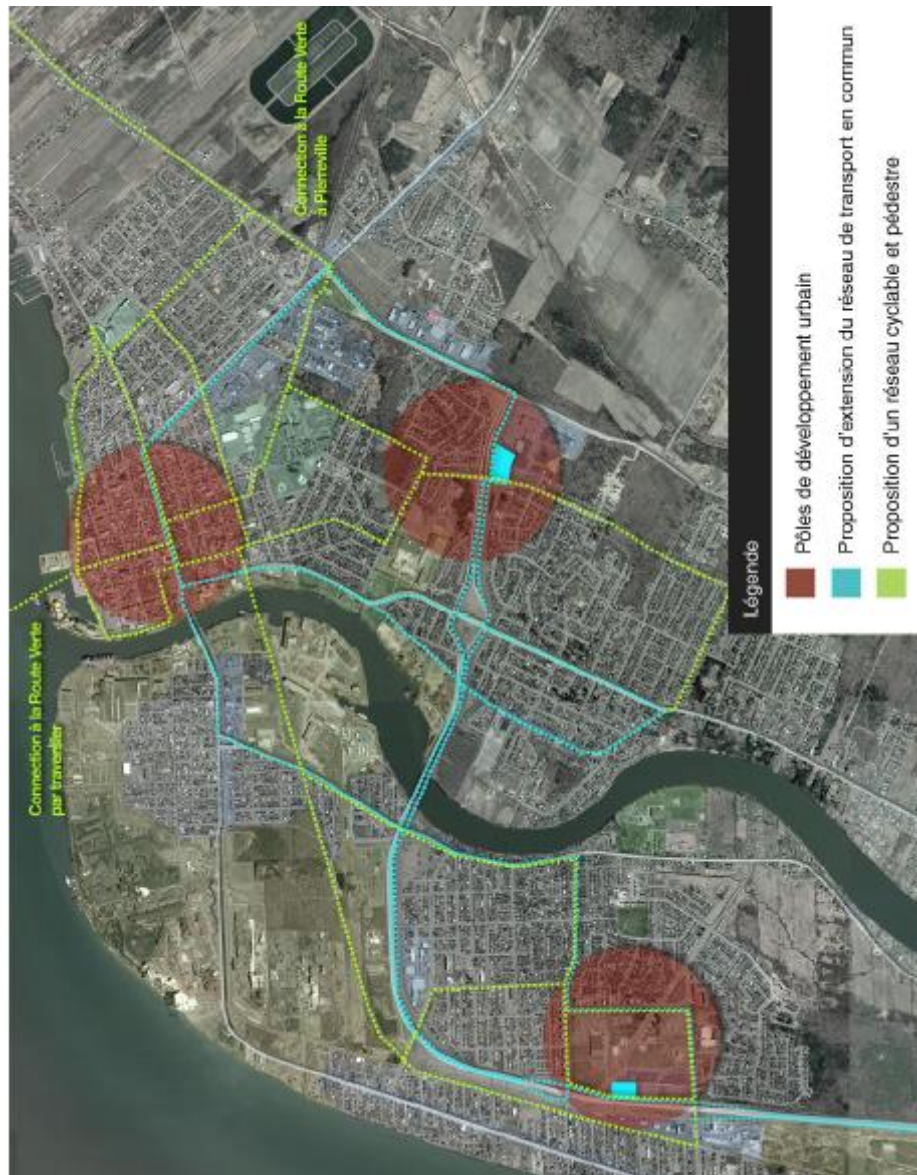 Connection à la Route Verte
par traversier
Connection à la Route Verte
à Pierreville
Légende
Pôles de développement urbain
Proposition d'extension du réseau de transport en commun
Proposition d'un réseau cyclable et pédestre